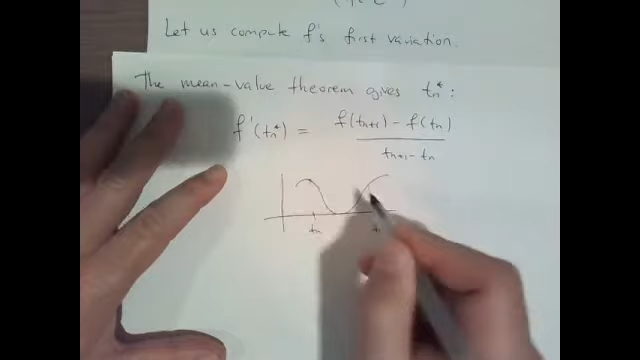 Let us compute f's first variation.
The mean-value theorem gives tₙ*:
f'(tₙ*) = f(tₙ₊₁) - f(tₙ) / tₙ₊₁ - tₙ
tₙ